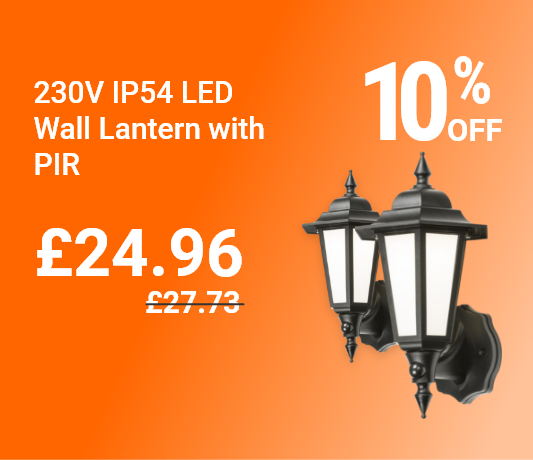 230V IP54 LED
Wall Lantern with
PIR
10%
OFF
£24.96
£27.73